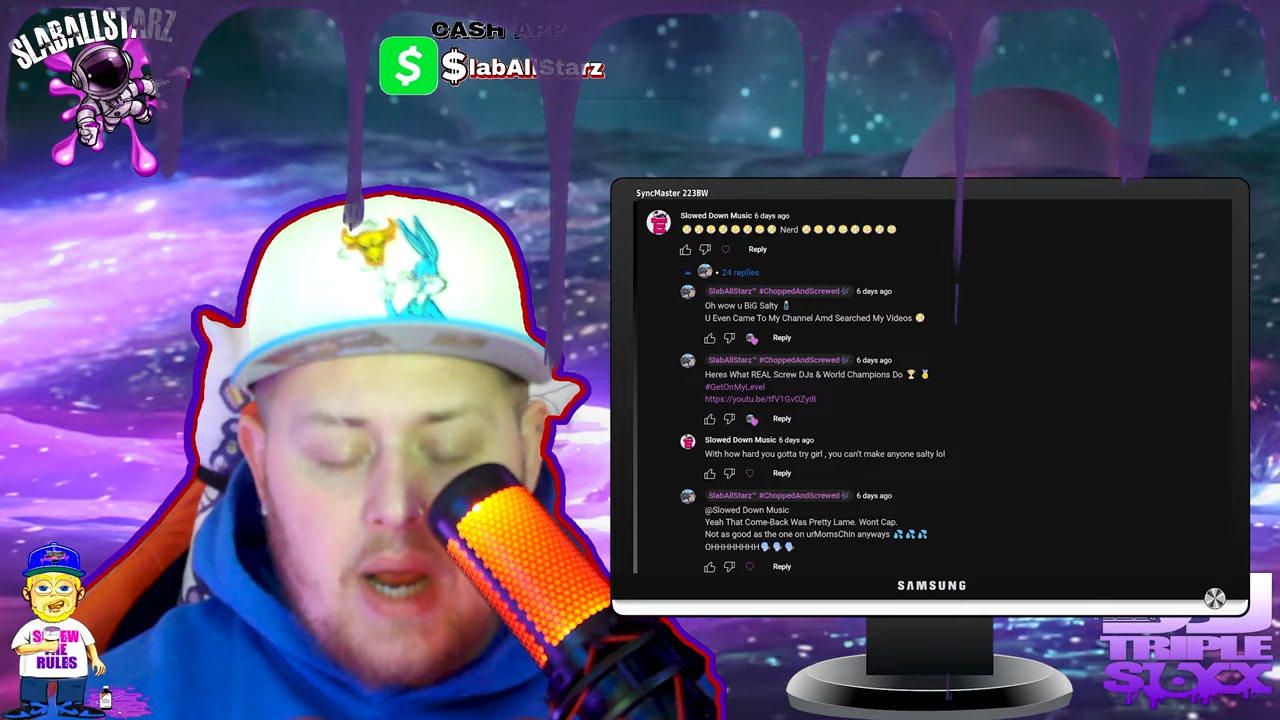 SLABALLSTARZ
CASH APP
$labAllStarz
SyncMaster 223BW
Slowed Down Music 6 days ago
🧭🧭🧭🧭🧭🧭🧭🧭 Nerd 🧭🧭🧭🧭🧭🧭🧭🧭
Reply
24 replies
SlabAllStarz™ #ChoppedAndScrewed🎶 6 days ago
Oh wow u BiG Salty 🧂
U Even Came To My Channel Amd Searched My Videos 🧭
Reply
SlabAllStarz™ #ChoppedAndScrewed🎶 6 days ago
Heres What REAL Screw DJs & World Champions Do 🏆 🥇
#GetOnMyLevel
https://youtu.be/tfV1GvOZyi8
Reply
Slowed Down Music 6 days ago
With how hard you gotta try girl , you can't make anyone salty lol
Reply
SlabAllStarz™ #ChoppedAndScrewed🎶 6 days ago
@Slowed Down Music
Yeah That Come-Back Was Pretty Lame. Wont Cap.
Not as good as the one on urMomsChin anyways 💦💦💦
OHHHHHHHH🗣️🗣️🗣️
Reply
SAMSUNG
SCREW
THE
RULES
TRIPLE
SIXX